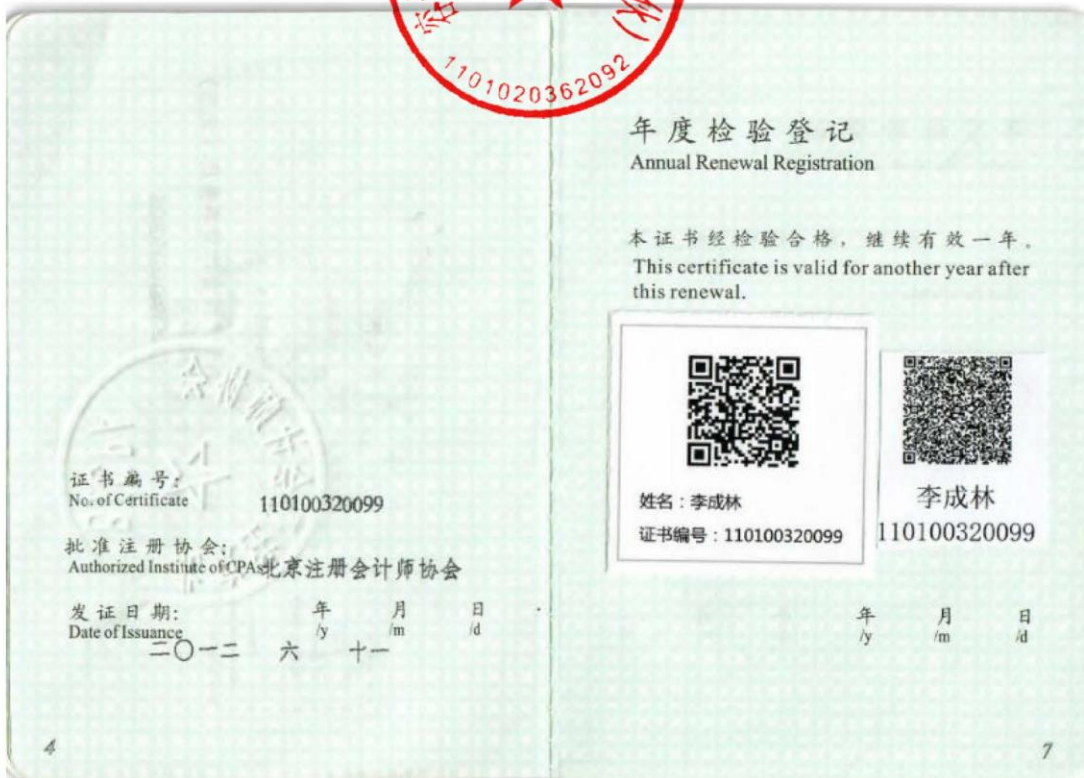 1101020362092
证书编号:
No. of Certificate
110100320099
批准注册协会:
Authorized Institute of CPAs
北京注册会计师协会
发证日期:
Date of Issuance
年 月 日
/y /m /d
二〇一二 六 十一
4
年度检验登记
Annual Renewal Registration
本证书经检验合格，继续有效一年。
This certificate is valid for another year after
this renewal.
姓名：李成林
证书编号：110100320099
李成林
110100320099
年 月 日
/y /m /d
7